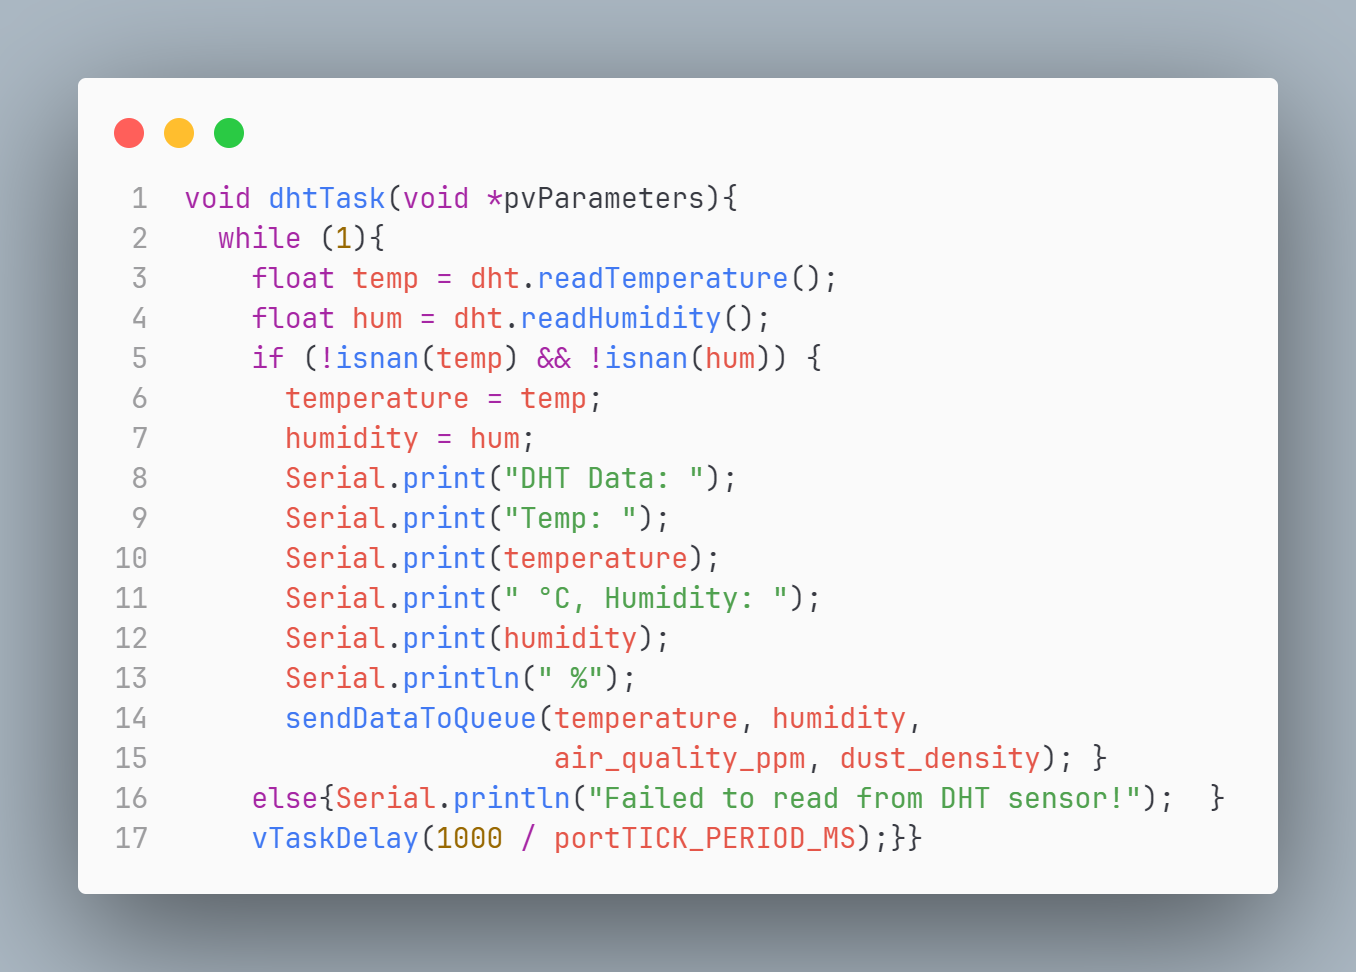 1 void dhtTask(void *pvParameters){
2   while (1){
3     float temp = dht.readTemperature();
4     float hum = dht.readHumidity();
5     if (!isnan(temp) && !isnan(hum)) {
6       temperature = temp;
7       humidity = hum;
8       Serial.print("DHT Data: ");
9       Serial.print("Temp: ");
10       Serial.print(temperature);
11       Serial.print(" °C, Humidity: ");
12       Serial.print(humidity);
13       Serial.println(" %");
14       sendDataToQueue(temperature, humidity,
15                       air_quality_ppm, dust_density); }
16     else{Serial.println("Failed to read from DHT sensor!");  }
17     vTaskDelay(1000 / portTICK_PERIOD_MS);}}